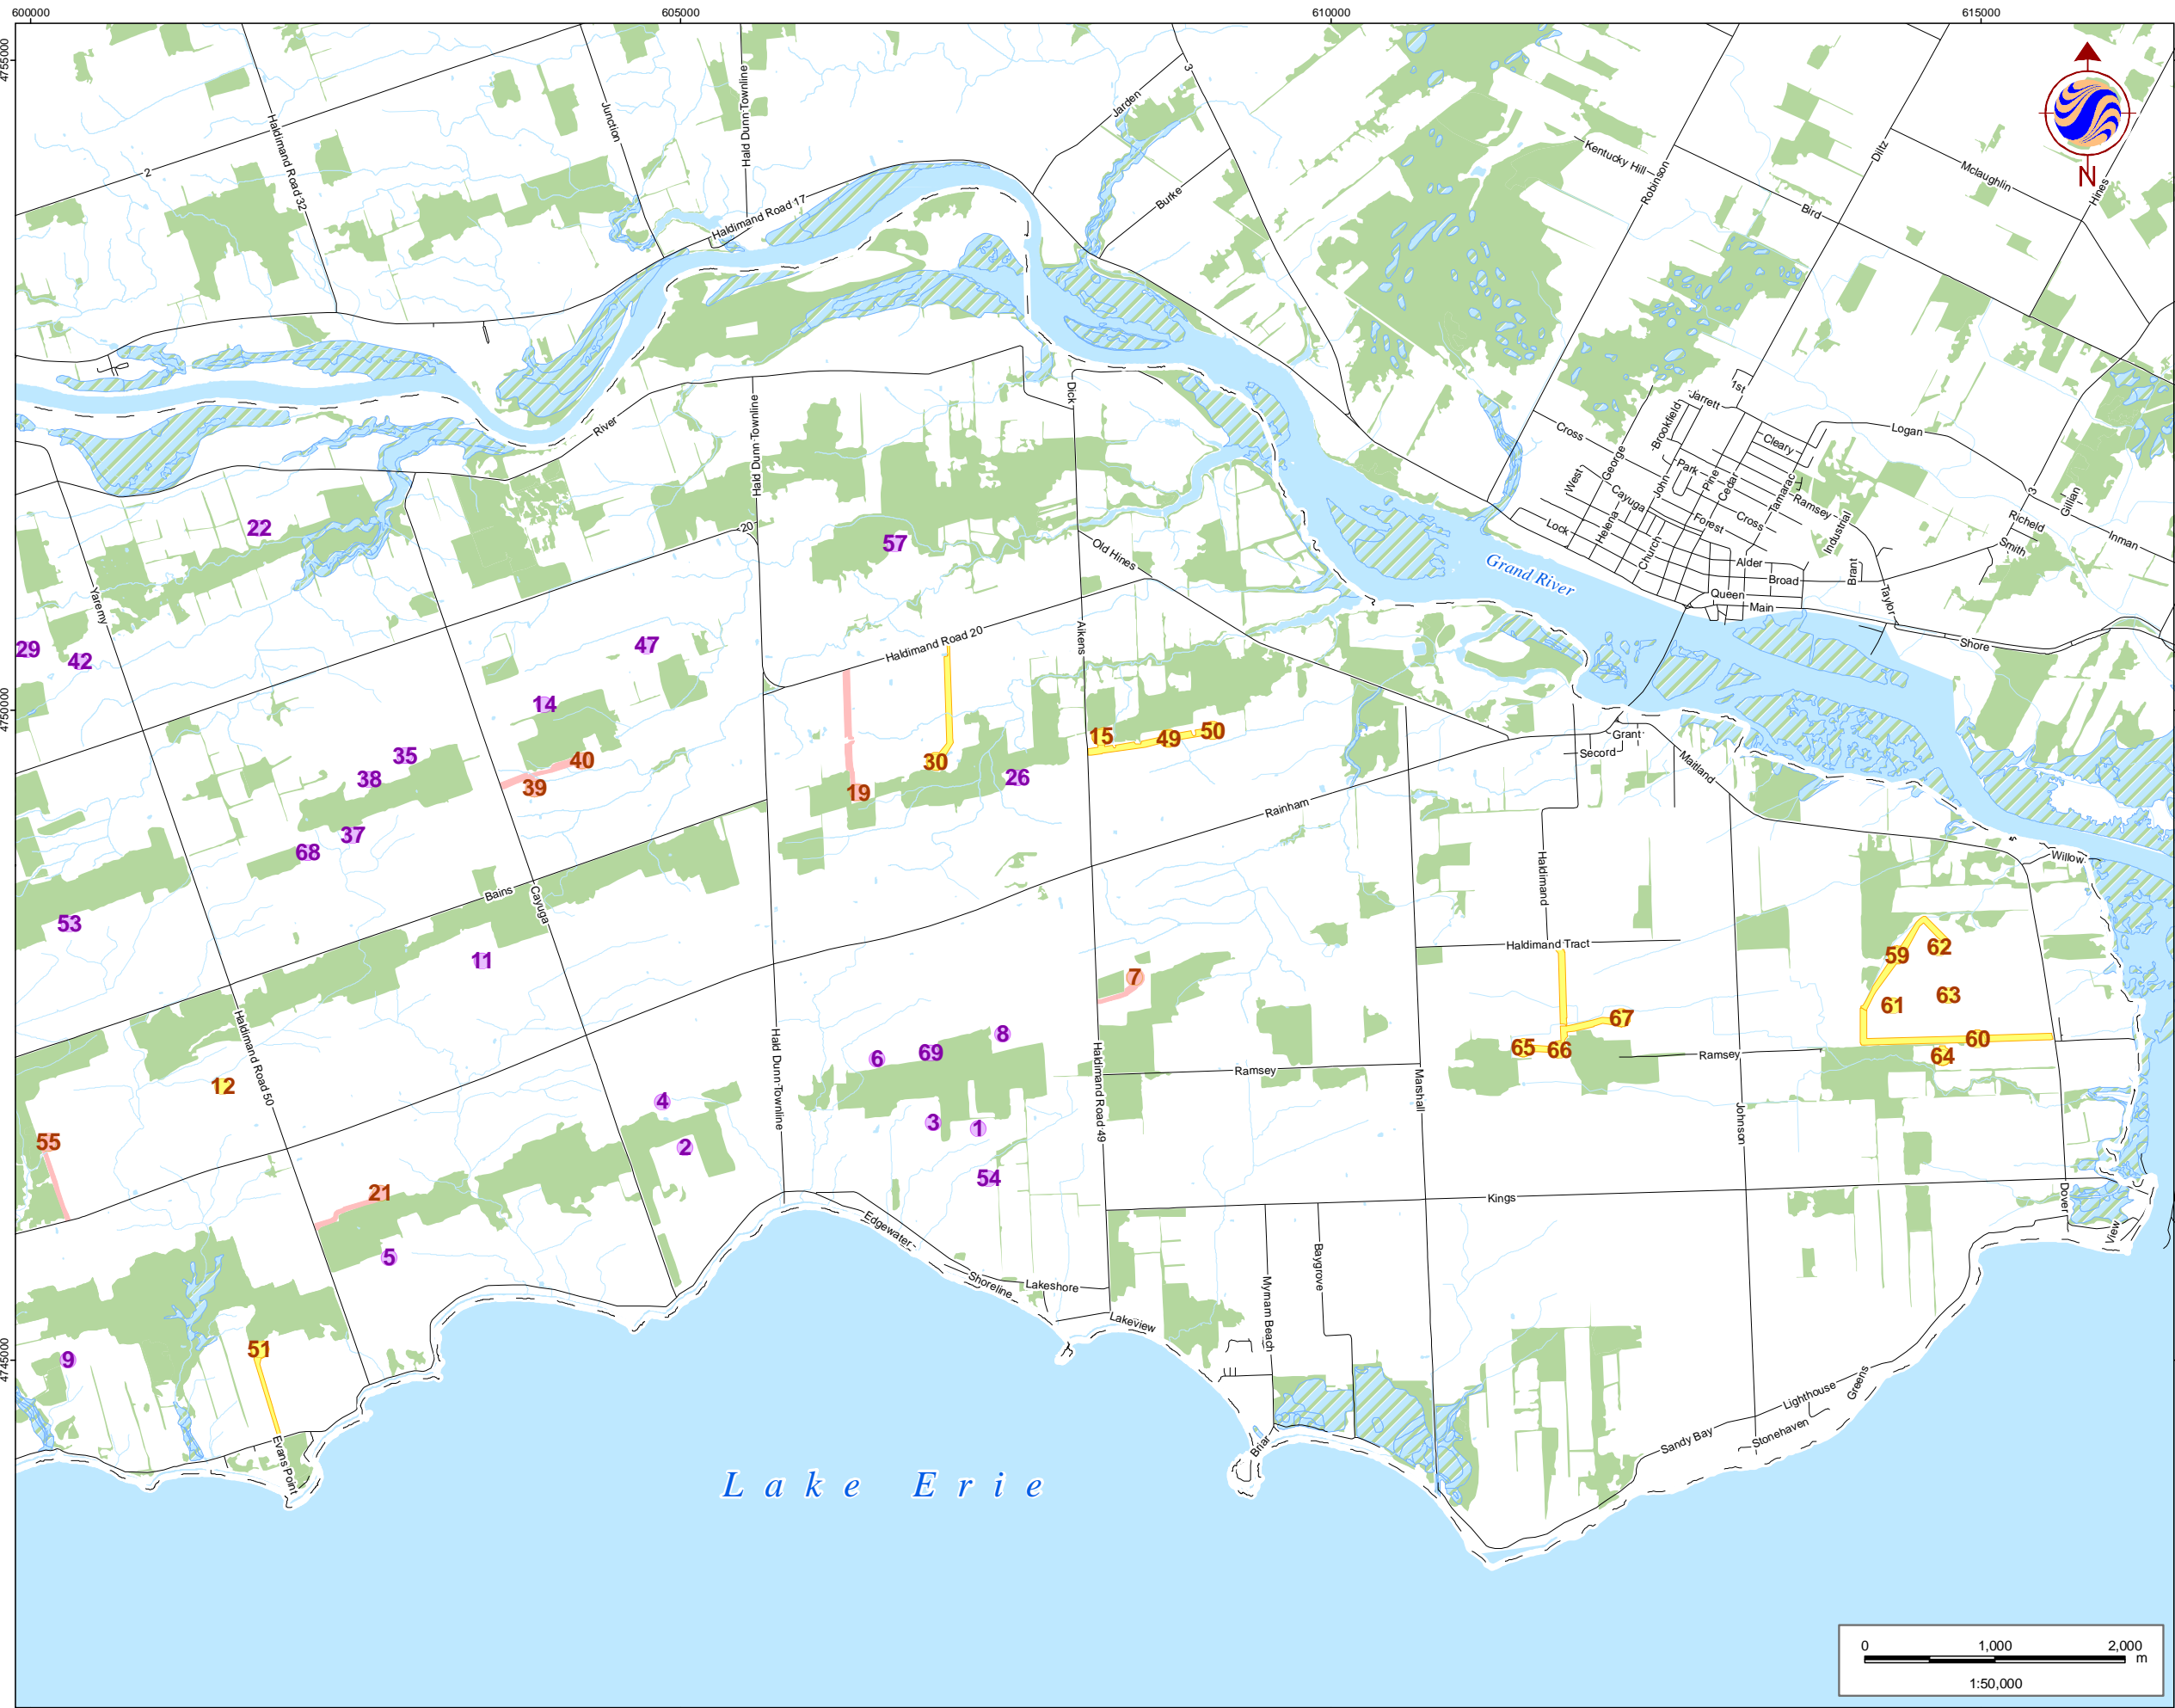 600000
605000
610000
615000
4755000
4750000
4745000
N
2
Haldimand Road 32
Junction
Hald Dunn Townline
Jarden
3
Burke
Haldimand Road 17
Kentucky Hill
Robinson
Diltz
Mclaughlin
Hines
Bird
River
Hald Dunn Townline
Dick
1st
Jarrett
Brookfield
Cross
Cleary
Logan
George
West
Park
Pine
Cedar
John
Cayuga
Tamarac
Ramsey
3
Gillian
Richeld
Helena
Forest
Cross
Lock
Church
Industrial
Smith
Inman
Alder
Broad
Brant
Queen
Main
Taylor
Shore
Grand River
22
20
57
Old Hines
Yaremy
29
42
47
Haldimand Road 20
Aikens
14
35
38
40
39
37
68
19
30
26
15
49
50
Grant
Secord
Maitland
Rainham
Haldimand
Willow
53
Bains
Cayuga
11
Haldimand Tract
7
59
62
61
63
60
64
65
66
67
Haldimand Road 50
Hald Dunn Townline
8
69
6
3
1
54
Haldimand Road 49
Ramsey
Marshall
Ramsey
Johnson
12
4
2
55
21
5
Kings
Dover
View
Edgewater
Shoreline
Lakeshore
Lakeview
Mynam Beach
Baygrove
51
9
Evans Point
Briar
Greens
Lighthouse
Stonehaven
Sandy Bay
Lake Erie
0 1,000 2,000
m
1:50,000